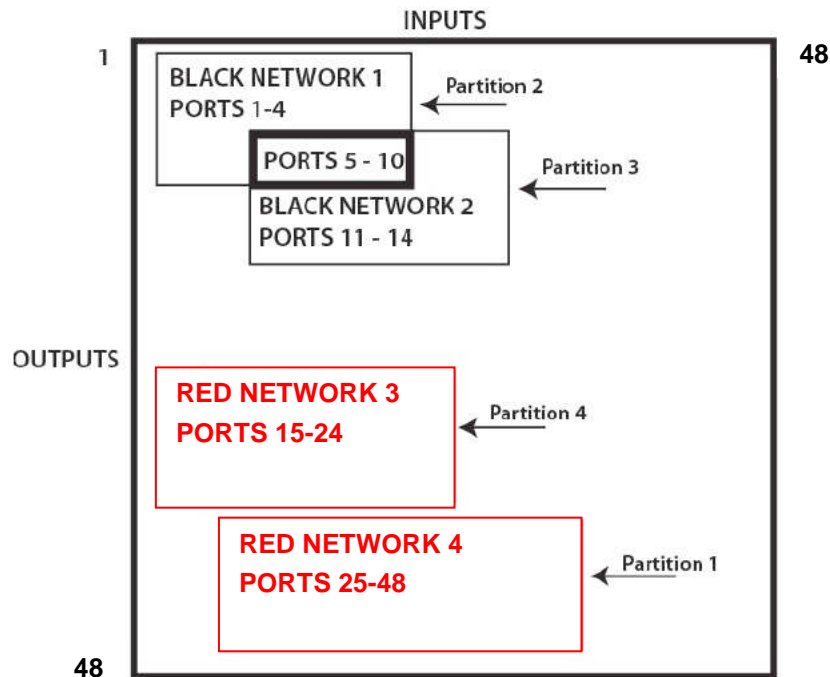 INPUTS
1
48
BLACK NETWORK 1
PORTS 1-4
Partition 2
PORTS 5 - 10
Partition 3
BLACK NETWORK 2
PORTS 11 - 14
OUTPUTS
RED NETWORK 3
PORTS 15-24
Partition 4
RED NETWORK 4
PORTS 25-48
Partition 1
48